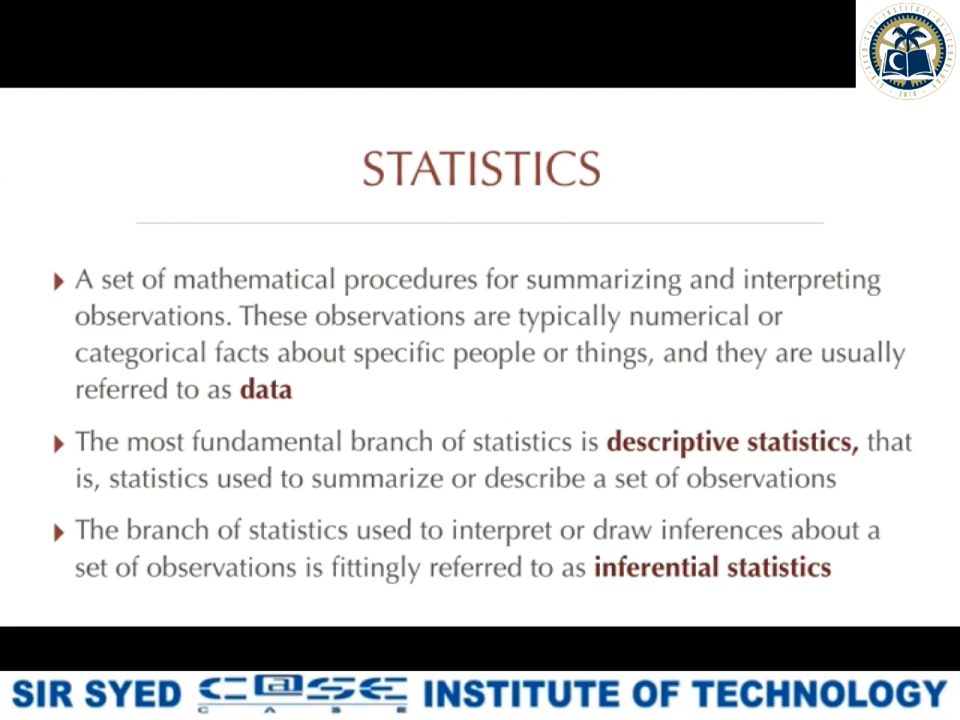 STATISTICS
A set of mathematical procedures for summarizing and interpreting
observations. These observations are typically numerical or
categorical facts about specific people or things, and they are usually
referred to as data
The most fundamental branch of statistics is descriptive statistics, that
is, statistics used to summarize or describe a set of observations
The branch of statistics used to interpret or draw inferences about a
set of observations is fittingly referred to as inferential statistics
SIR SYED C@SE INSTITUTE OF TECHNOLOGY
C A S E